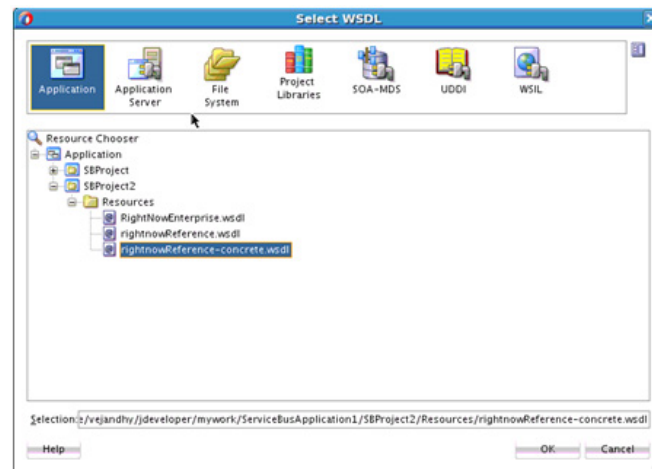 Select WSDL
Application
Application Server
File System
Project Libraries
SOA-MDS
UDDI
WSIL
Resource Chooser
Application
SBProject
SBProject2
Resources
RightNowEnterprise.wsdl
rightnowReference.wsdl
rightnowReference-concrete.wsdl
Selection: e/vejandhy/jdeveloper/mywork/ServiceBusApplication1/SBProject2/Resources/rightnowReference-concrete.wsdl
Help
OK
Cancel